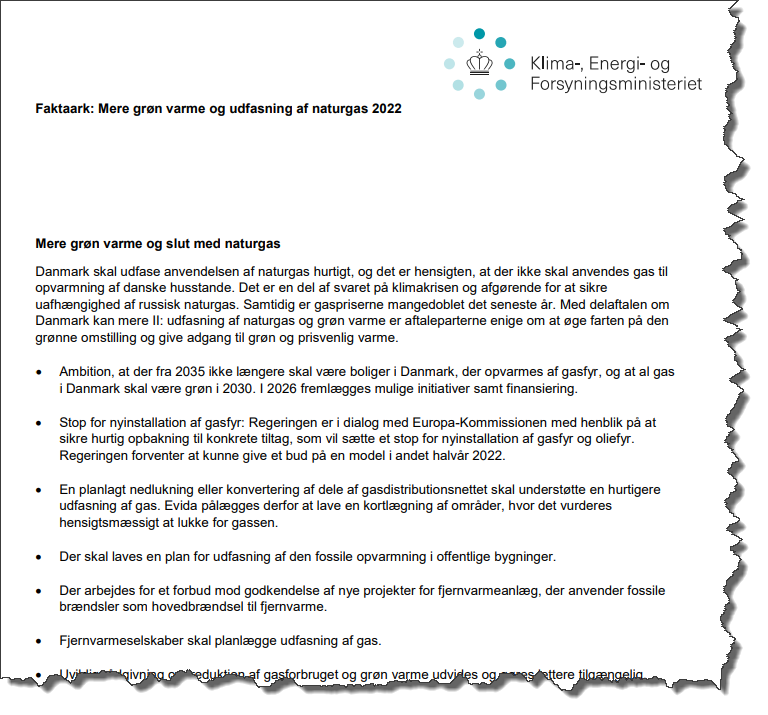 Klima-, Energi- og
Forsyningsministeriet
Faktaark: Mere grøn varme og udfasning af naturgas 2022
Mere grøn varme og slut med naturgas
Danmark skal udfase anvendelsen af naturgas hurtigt, og det er hensigten, at der ikke skal anvendes gas til
opvarmning af danske husstande. Det er en del af svaret på klimakrisen og afgørende for at sikre
uafhængighed af russisk naturgas. Samtidig er gaspriserne mangedoblet det seneste år. Med delaftalen om
Danmark kan mere II: udfasning af naturgas og grøn varme er aftaleparterne enige om at øge farten på den
grønne omstilling og give adgang til grøn og prisvenlig varme.
• Ambition, at der fra 2035 ikke længere skal være boliger i Danmark, der opvarmes af gasfyr, og at al gas
i Danmark skal være grøn i 2030. I 2026 fremlægges mulige initiativer samt finansiering.
• Stop for nyinstallation af gasfyr: Regeringen er i dialog med Europa-Kommissionen med henblik på at
sikre hurtig opbakning til konkrete tiltag, som vil sætte et stop for nyinstallation af gasfyr og oliefyr.
Regeringen forventer at kunne give et bud på en model i andet halvår 2022.
• En planlagt nedlukning eller konvertering af dele af gasdistributionsnettet skal understøtte en hurtigere
udfasning af gas. Evida pålægges derfor at lave en kortlægning af områder, hvor det vurderes
hensigtsmæssigt at lukke for gassen.
• Der skal laves en plan for udfasning af den fossile opvarmning i offentlige bygninger.
• Der arbejdes for et forbud mod godkendelse af nye projekter for fjernvarmeanlæg, der anvender fossile
brændsler som hovedbrændsel til fjernvarme.
• Fjernvarmeselskaber skal planlægge udfasning af gas.
• af gasforbruget og grøn varme udvides og lettere tilgængelig